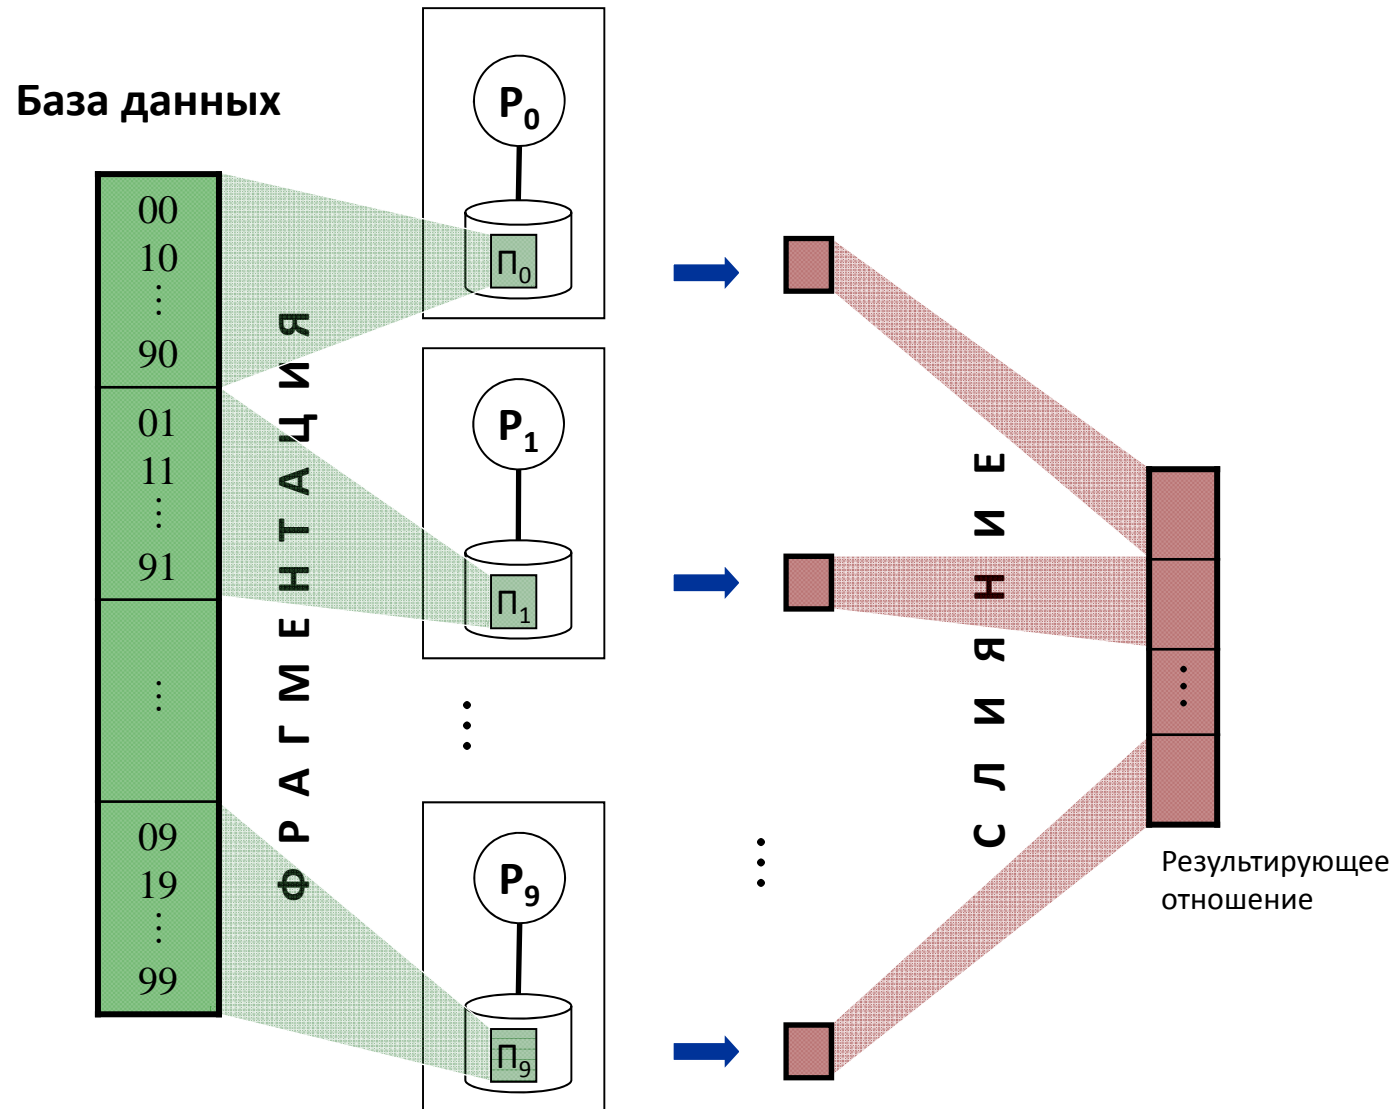 База данных
00
10
⋮
90
01
11
⋮
91
⋮
09
19
⋮
99
ФРАГМЕНТАЦИЯ
P0
П0
P1
П1
⋮
P9
П9
⋮
СЛИЯНИЕ
⋮
Результирующее
отношение